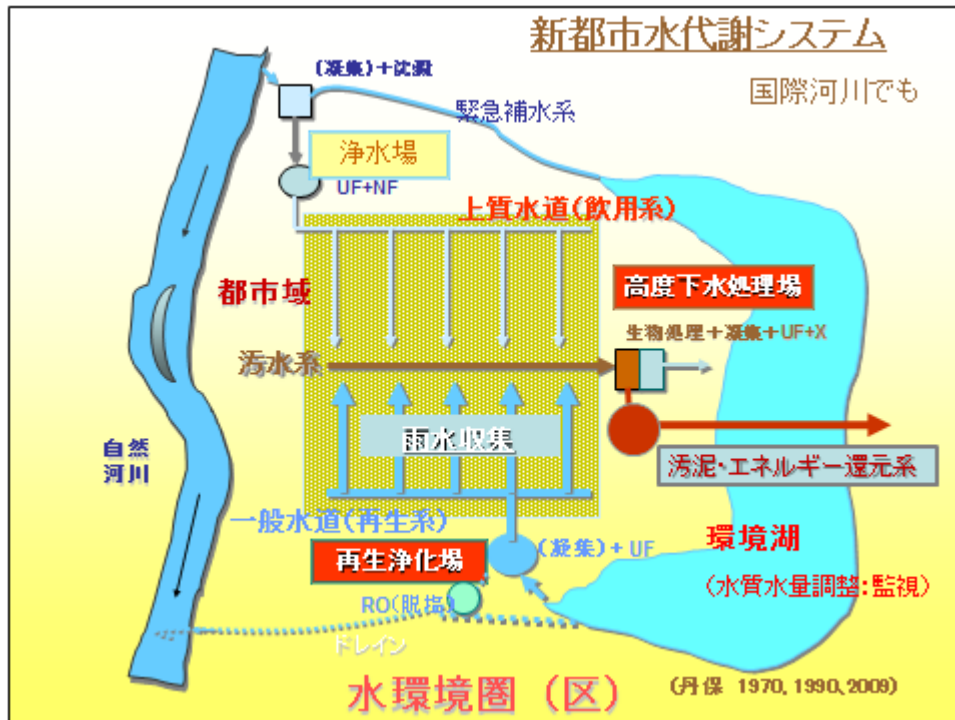 新都市水代謝システム
国際河川でも
(凝集)+沈澱
緊急補水系
浄水場
UF+NF
上質水道(飲用系)
都市域
高度下水処理場
生物処理+凝集+UF+X
汚水系
雨水収集
自然
河川
汚泥・エネルギー還元系
一般水道(再生系)
環境湖
(凝集)+UF
再生浄化場
(水質水量調整:監視)
RO(脱塩)
ドレイン
水環境圏(区)
(丹保 1970,1990,2009)